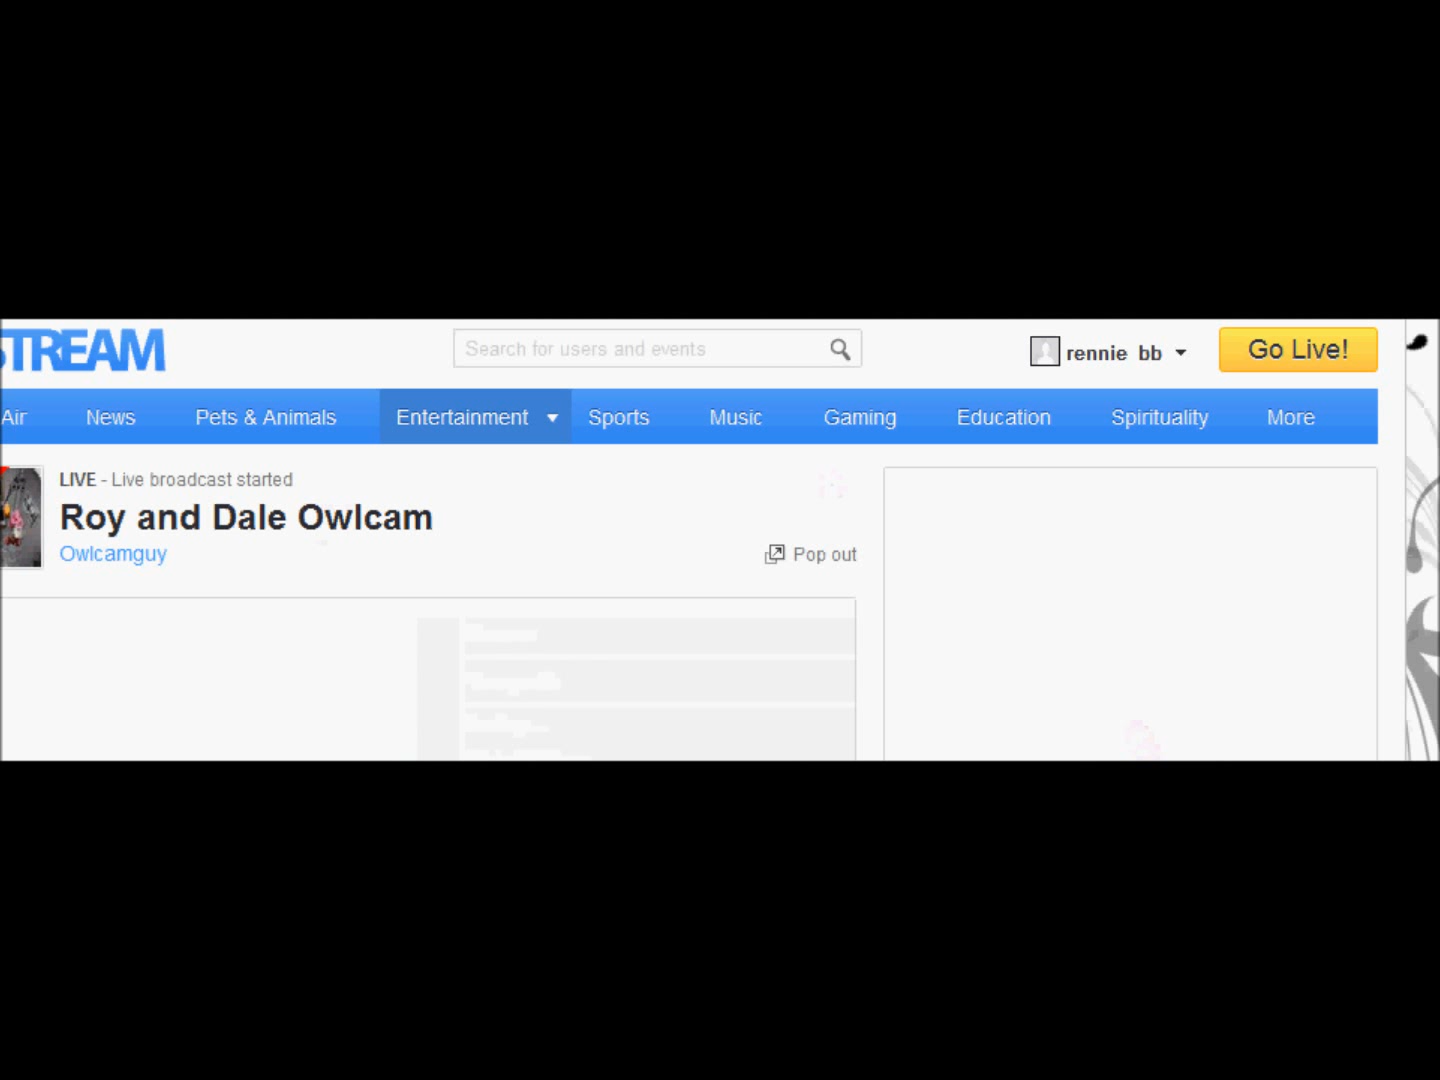 STREAM
Search for users and events
rennie bb
Go Live!
Air News Pets & Animals Entertainment Sports Music Gaming Education Spirituality More
LIVE - Live broadcast started
Roy and Dale Owlcam
Owlcamguy
Pop out